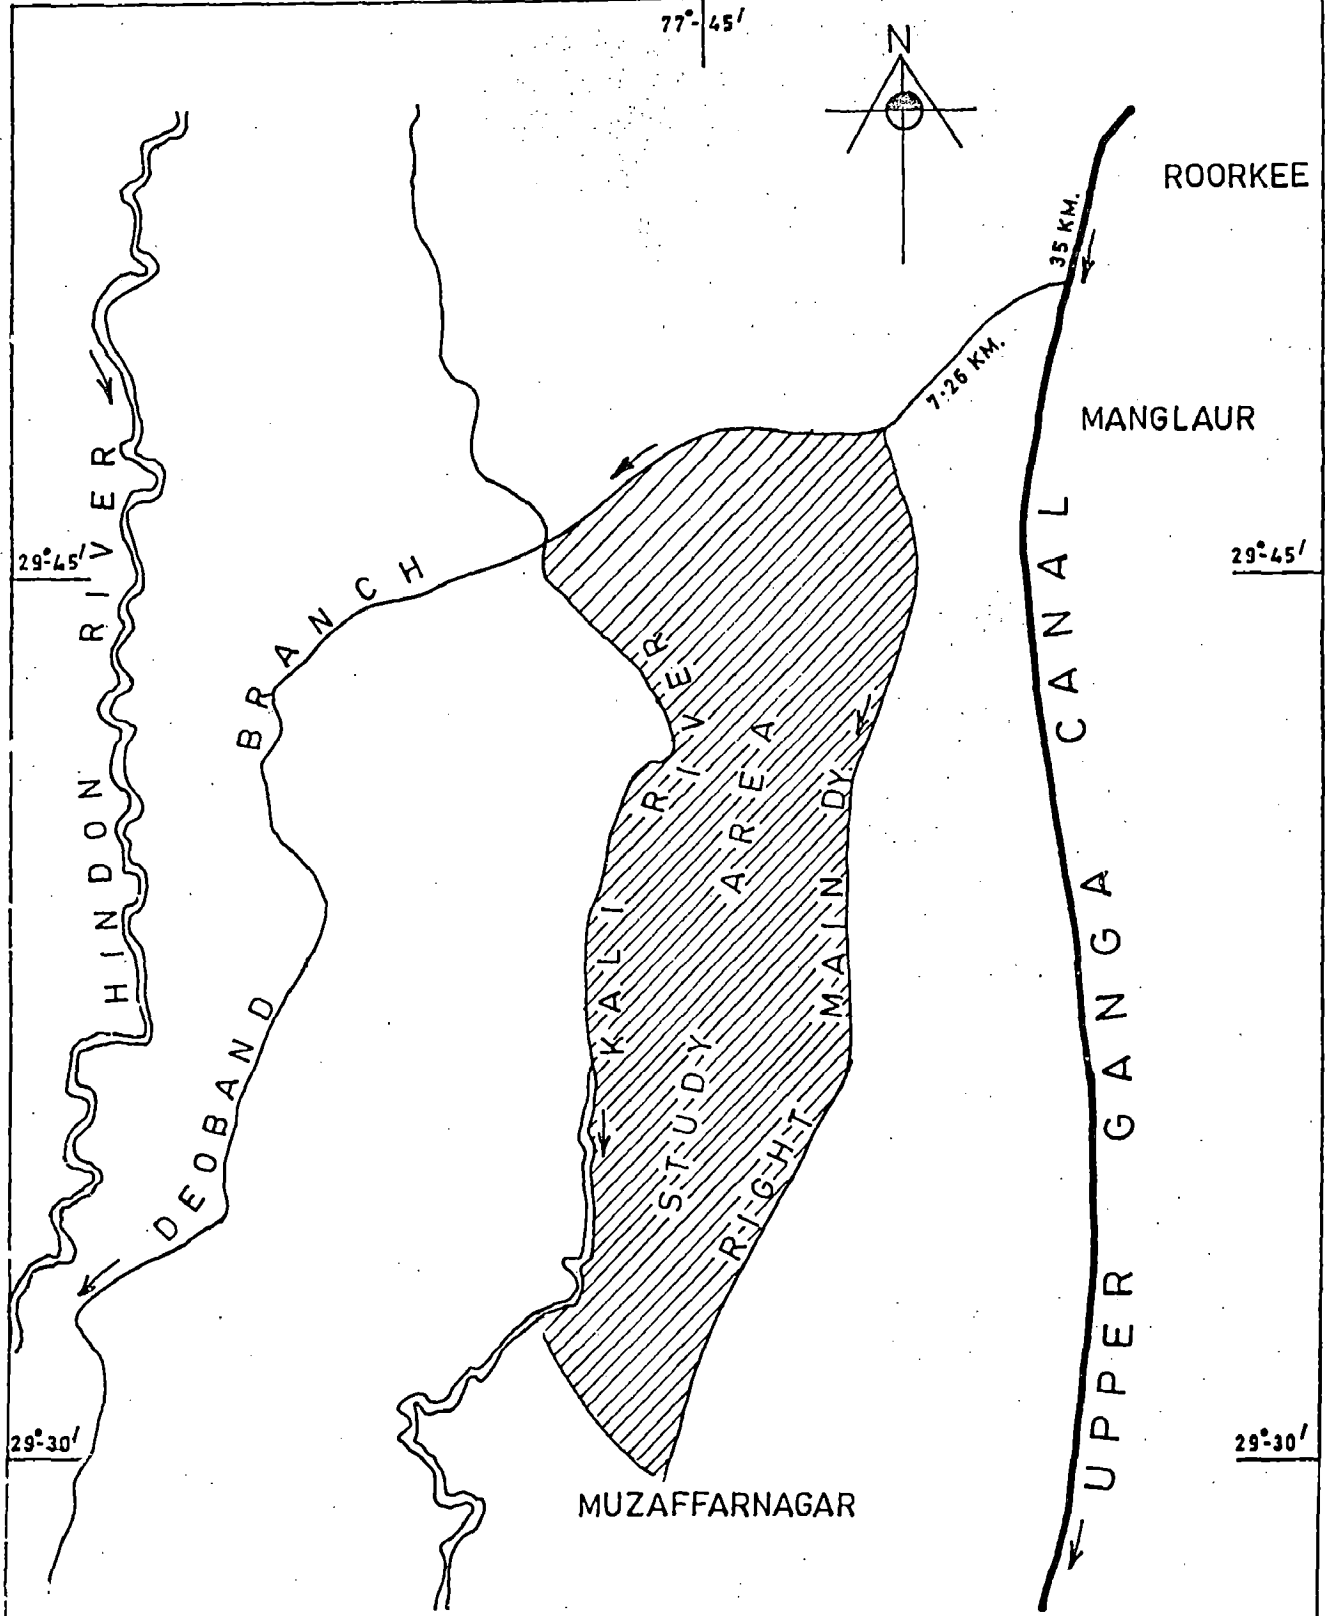 77°-45'
N
ROORKEE
35 KM.
7.26 KM.
MANGLAUR
29°-45'
29°-45'
HINDON RIVER
DEOBAND BRANCH
KALI RIVER
STUDY AREA
RIGHT MAIN DY.
UPPER GANGA CANAL
29°-30'
29°-30'
MUZAFFARNAGAR